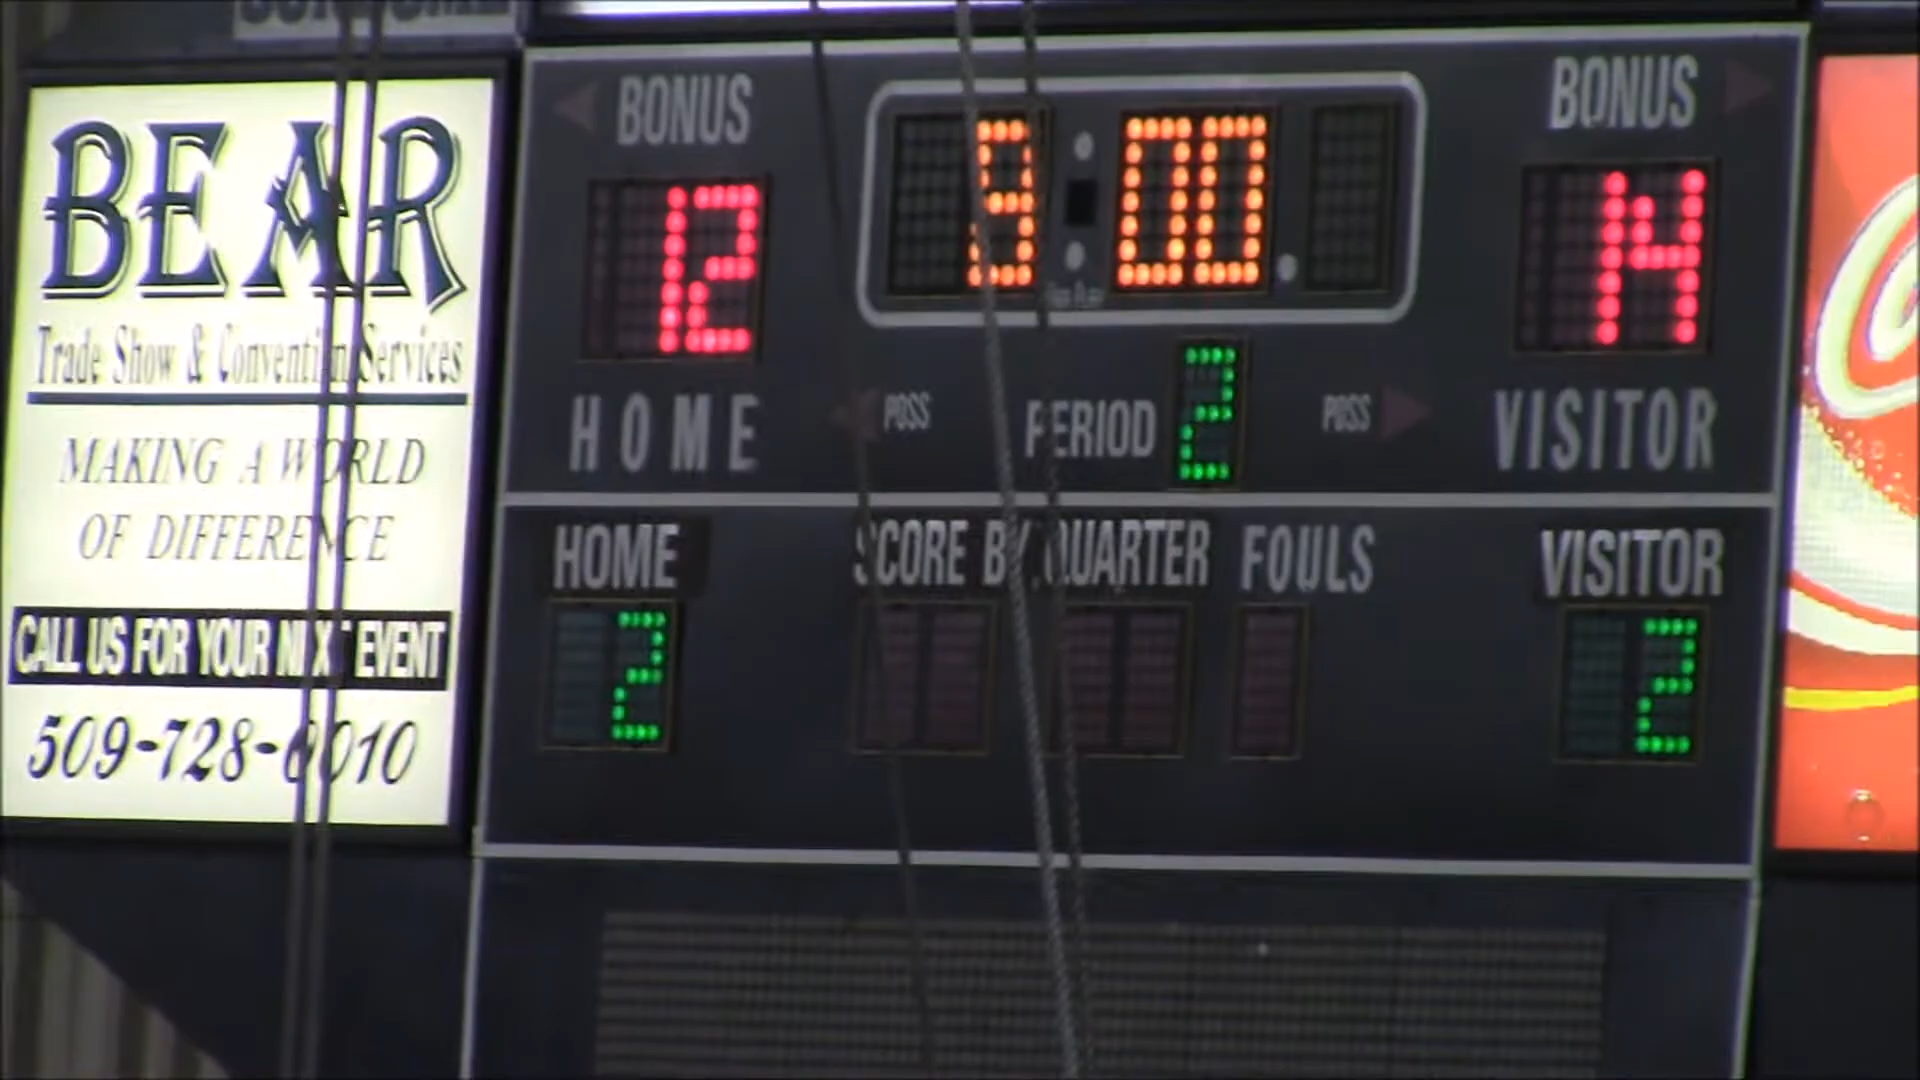 BEAR
Trade Show & Convention Services
MAKING A WORLD
OF DIFFERENCE
CALL US FOR YOUR NEXT EVENT
509-728-0010
BONUS
9:00
BONUS
12
14
HOME
POSS
PERIOD
2
POSS
VISITOR
HOME
SCORE BY QUARTER
FOULS
VISITOR
2
2